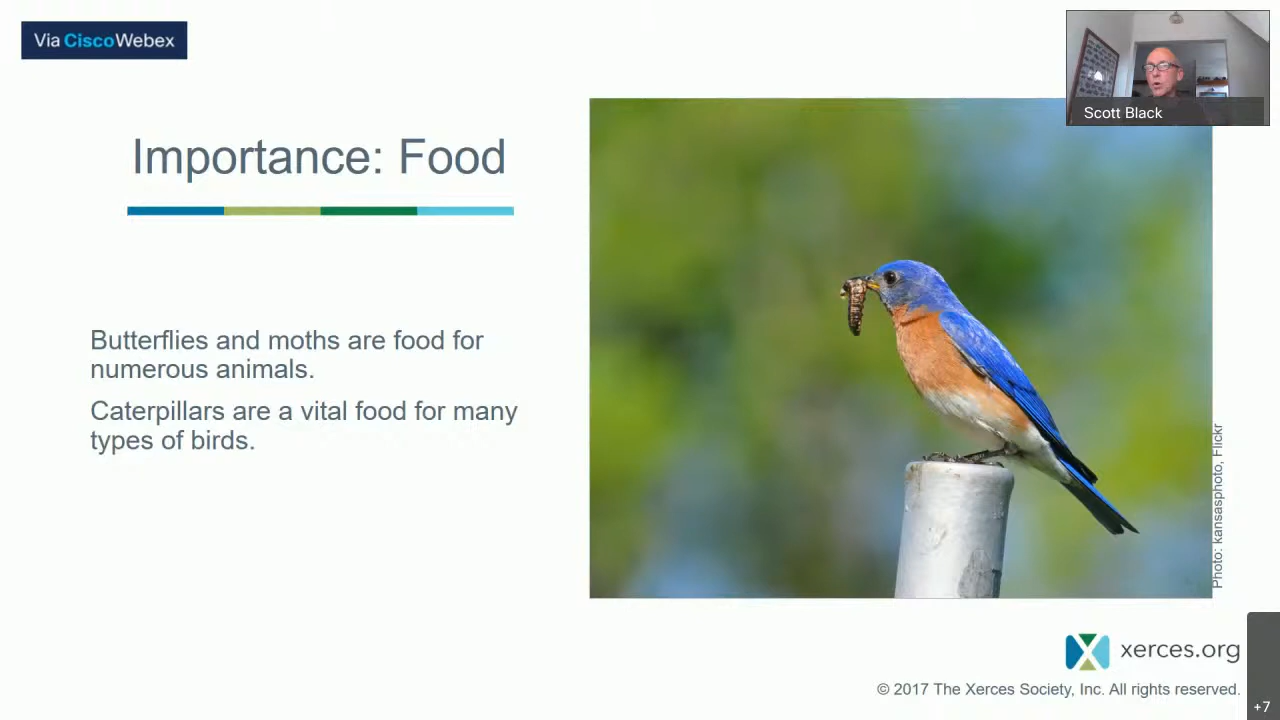 Via Cisco Webex
Scott Black
Importance: Food
Butterflies and moths are food for
numerous animals.
Caterpillars are a vital food for many
types of birds.
Photo: kansasphoto, Flickr
xerces.org
© 2017 The Xerces Society, Inc. All rights reserved.
+7